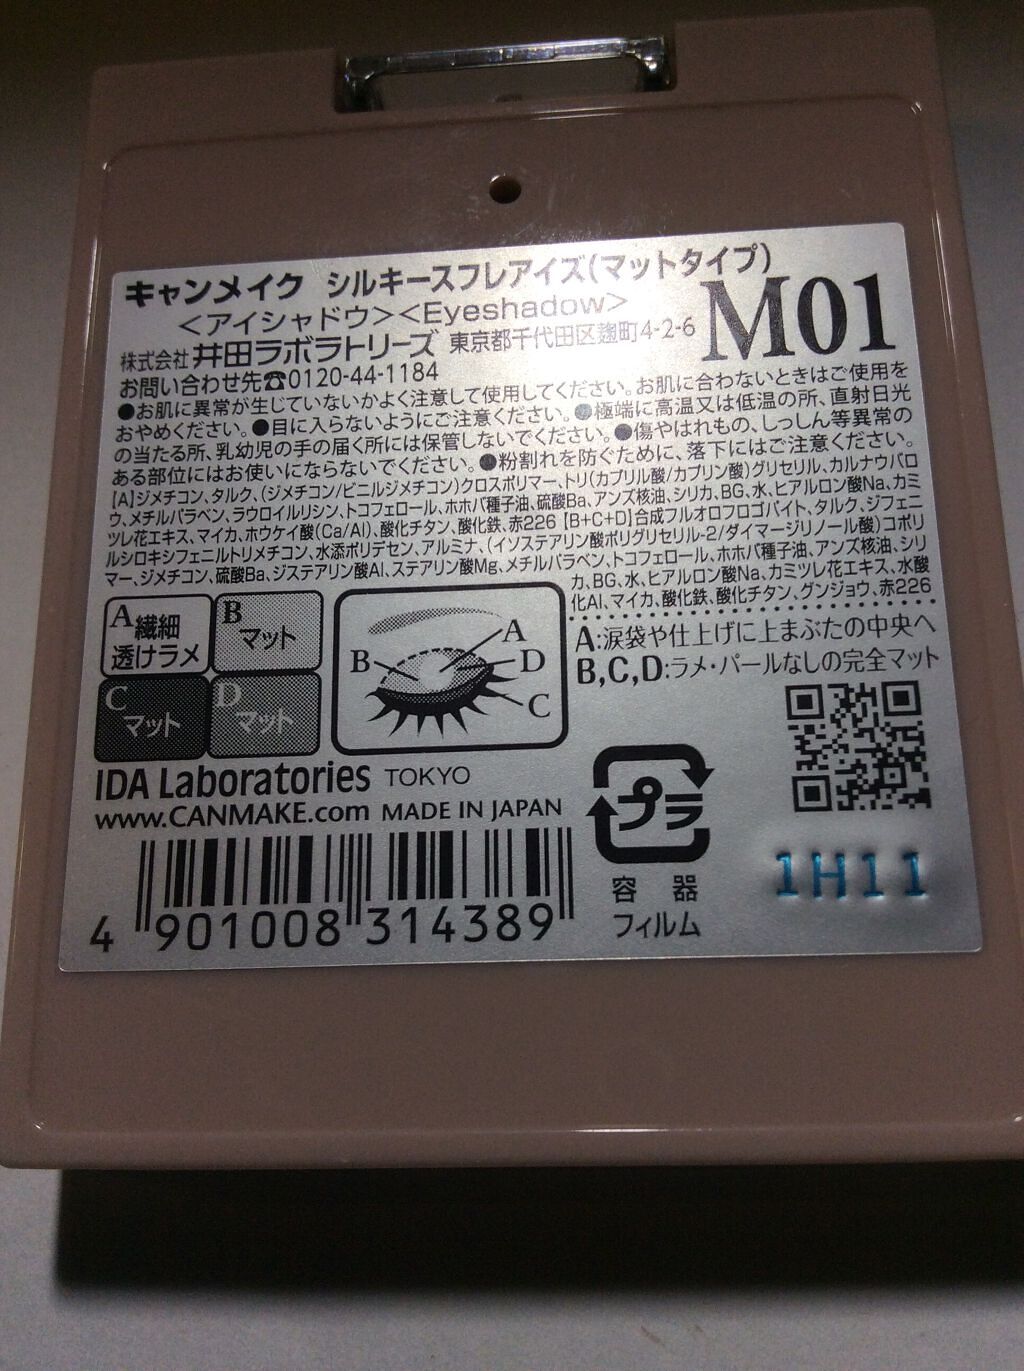 キャンメイク シルキースフレアイズ(マットタイプ)
<アイシャドウ><Eyeshadow>
M01
株式会社 井田ラボラトリーズ 東京都千代田区麹町4-2-6
お問い合わせ先☎0120-44-1184
●お肌に異常が生じていないかよく注意して使用してください。お肌に合わないときはご使用を
おやめください。●目に入らないようにご注意ください。●極端に高温又は低温の所、直射日光
の当たる所、乳幼児の手の届く所には保管しないでください。●傷やはれもの、しっしん等異常の
ある部位にはお使いにならないでください。●粉割れを防ぐために、落下にはご注意ください。
【A】ジメチコン、タルク、(ジメチコン/ビニルジメチコン)クロスポリマー、トリ(カプリル酸/カプリン酸)グリセリル、カルナウバロ
ウ、メチルパラベン、ラウロイルリシン、トコフェロール、ホホバ種子油、硫酸Ba、アンズ核油、シリカ、BG、水、ヒアルロン酸Na、カミ
ツレ花エキス、マイカ、ホウケイ酸(Ca/Al)、酸化チタン、酸化鉄、赤226【B+C+D】合成フルオロフロゴパイト、タルク、ジフェニ
ルシロキシフェニルトリメチコン、水添ポリデセン、アルミナ、(イソステアリン酸ポリグリセリル-2/ダイマージリノール酸)コポリ
マー、ジメチコン、硫酸Ba、ジステアリン酸Al、ステアリン酸Mg、メチルパラベン、トコフェロール、ホホバ種子油、アンズ核油、シリ
カ、BG、水、ヒアルロン酸Na、カミツレ花エキス、水酸
化Al、マイカ、酸化鉄、酸化チタン、グンジョウ、赤226
A 繊細
透けラメ
B
マット
C
マット
D
マット
A
B
D
C
A:涙袋や仕上げに上まぶたの中央へ
B,C,D:ラメ・パールなしの完全マット
IDA Laboratories TOKYO
www.CANMAKE.com MADE IN JAPAN
4 901008 314389
プラ
容器
フィルム
1H11